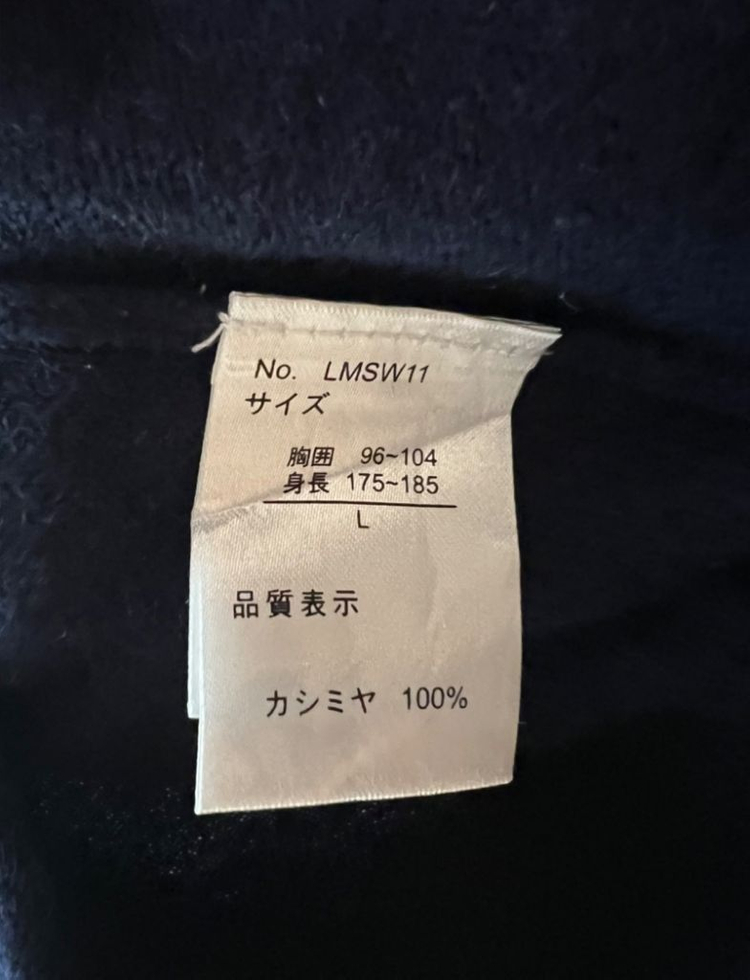 No. LMSW11
サイズ
胸囲 96~104
身長 175~185
L
品質表示
カシミヤ 100%